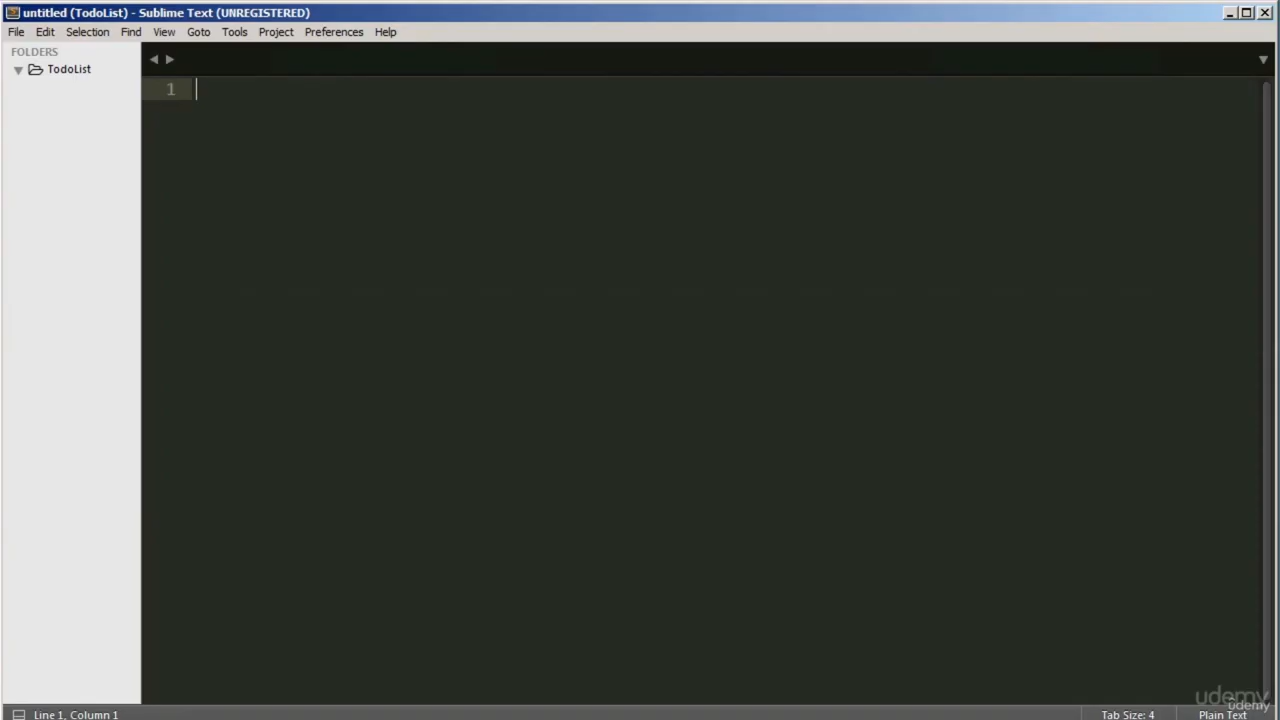 untitled (TodoList) - Sublime Text (UNREGISTERED)
File Edit Selection Find View Goto Tools Project Preferences Help
FOLDERS
TodoList
1
udemy
udemy
Line 1, Column 1 Tab Size: 4 Plain Text